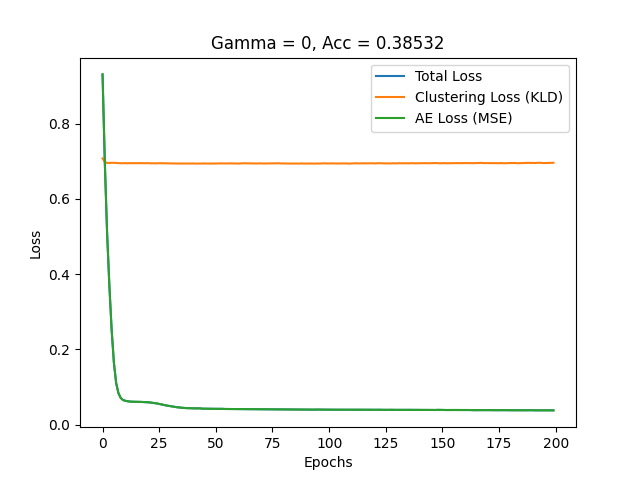 Gamma = 0, Acc = 0.38532
Total Loss
Clustering Loss (KLD)
AE Loss (MSE)
0.8
0.6
0.4
0.2
0.0
Loss
0 25 50 75 100 125 150 175 200
Epochs